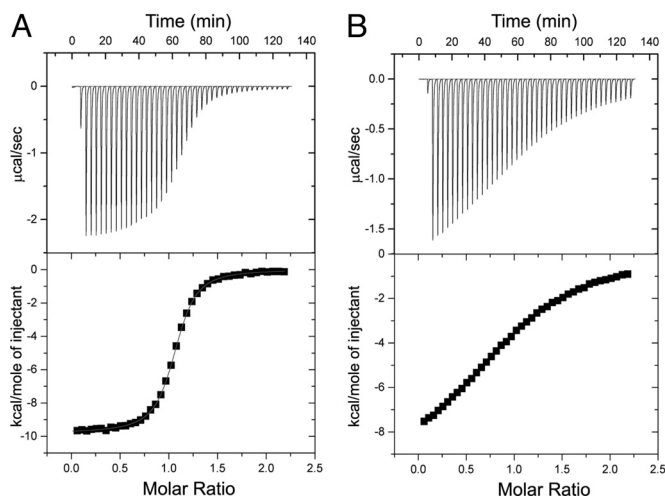 A
Time (min)
0 20 40 60 80 100 120 140
0
-1
-2
µcal/sec
0
-2
-4
-6
-8
-10
kcal/mole of injectant
0.0 0.5 1.0 1.5 2.0 2.5
Molar Ratio
B
Time (min)
0 20 40 60 80 100 120 140
0.0
-0.5
-1.0
-1.5
µcal/sec
0
-2
-4
-6
-8
kcal/mole of injectant
0.0 0.5 1.0 1.5 2.0 2.5
Molar Ratio